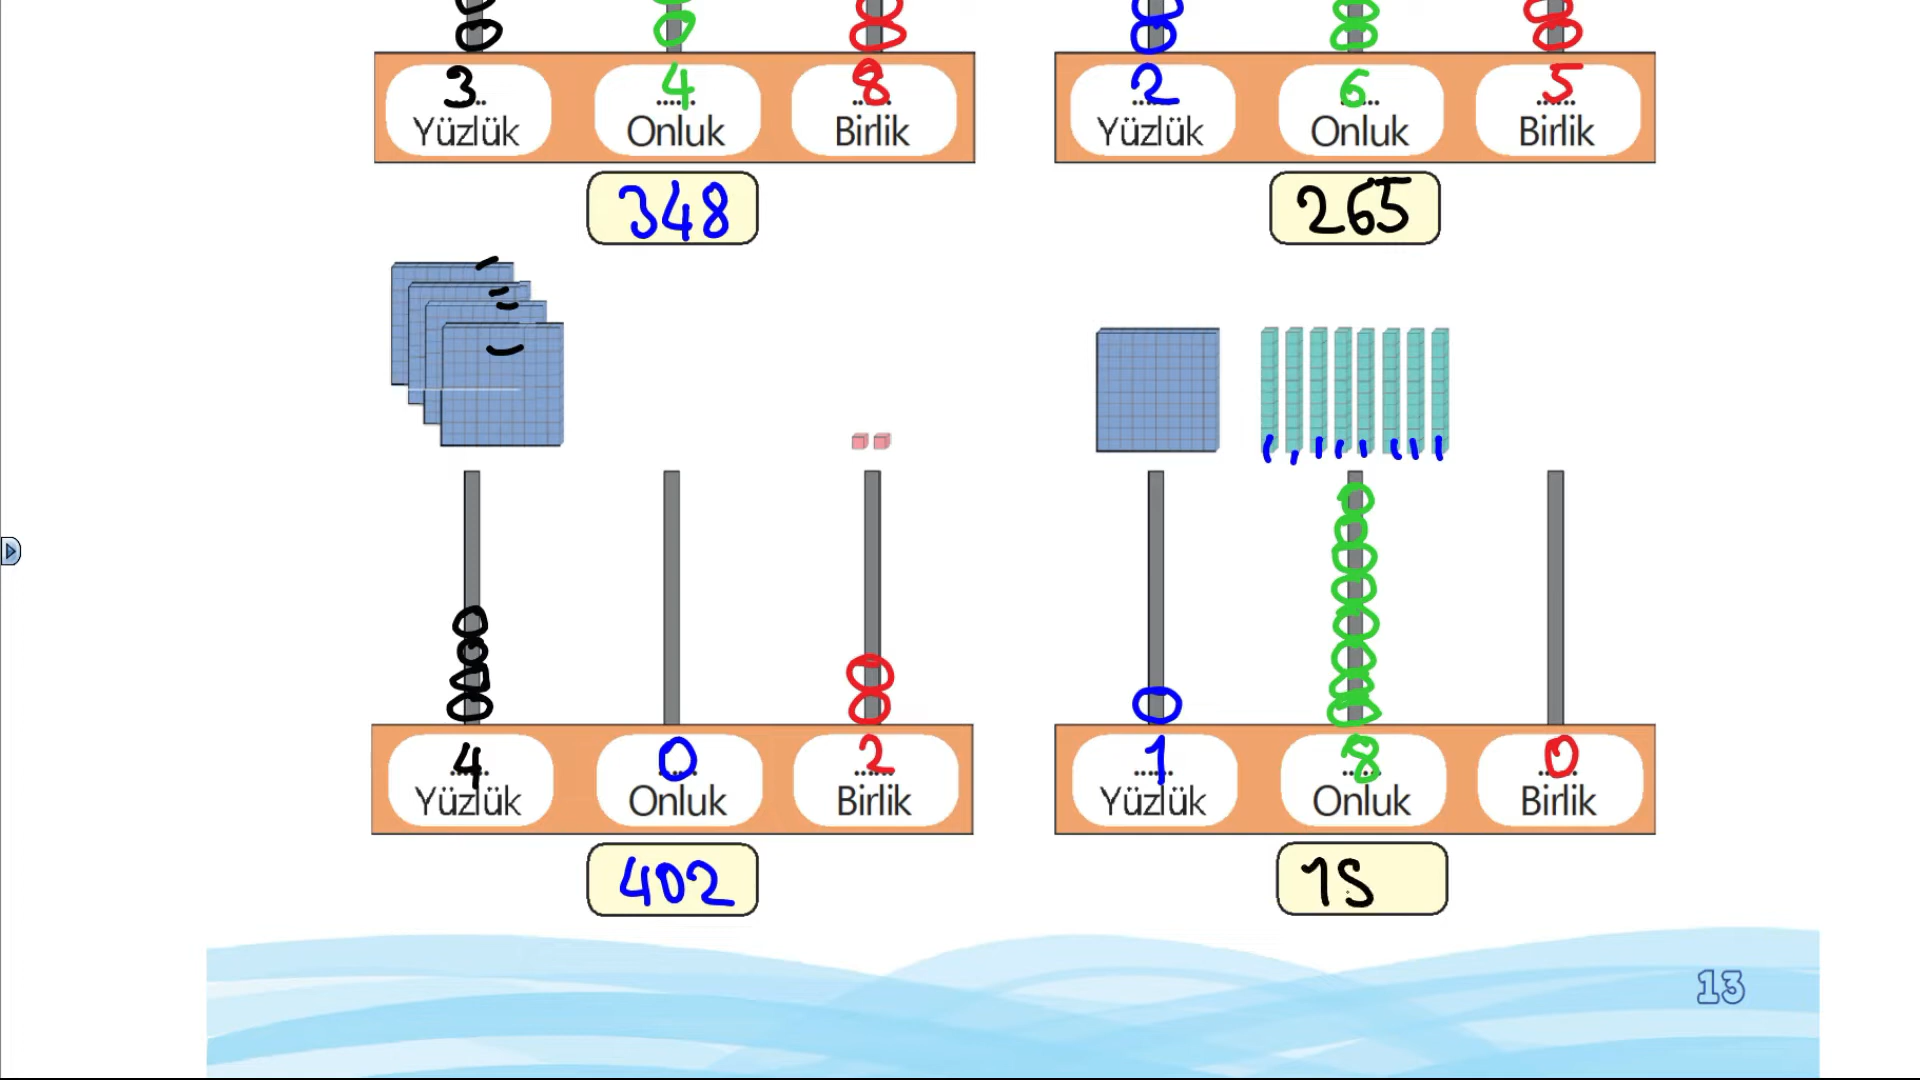 3 4 8 2 6 5
Yüzlük Onluk Birlik Yüzlük Onluk Birlik
348 265
4 0 2 1 8 0
Yüzlük Onluk Birlik Yüzlük Onluk Birlik
402 1S
13